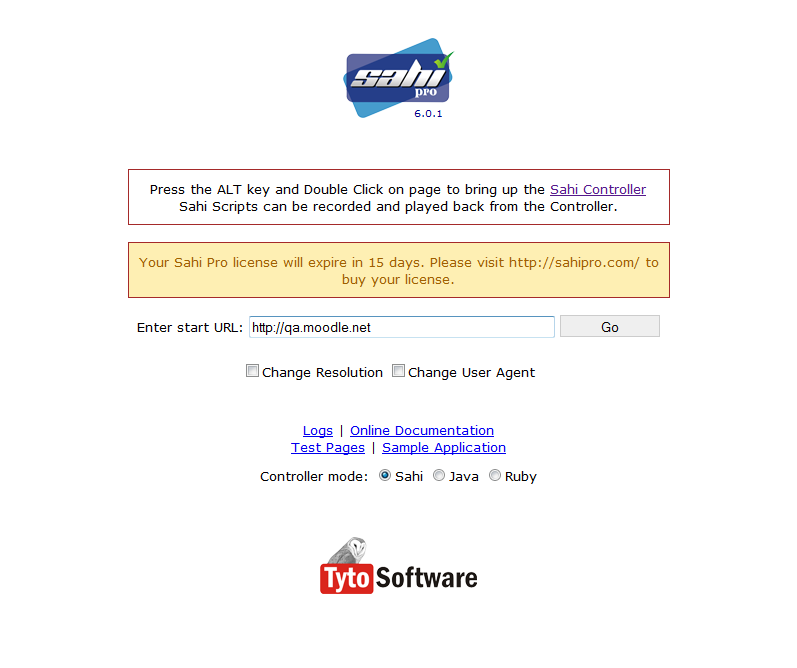 sahi
pro
6.0.1
Press the ALT key and Double Click on page to bring up the Sahi Controller
Sahi Scripts can be recorded and played back from the Controller.
Your Sahi Pro license will expire in 15 days. Please visit http://sahipro.com/ to
buy your license.
Enter start URL: http://qa.moodle.net Go
Change Resolution Change User Agent
Logs | Online Documentation
Test Pages | Sample Application
Controller mode: Sahi Java Ruby
Tyto Software